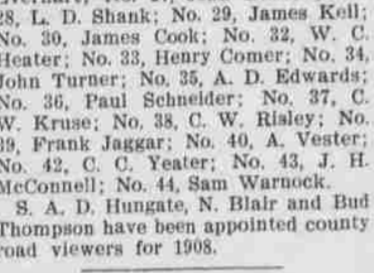 28, L. D. Shank; No. 29, James Kell;
No. 30, James Cook; No. 32, W. C.
Heater; No. 33, Henry Comer; No. 34,
John Turner; No. 35, A. D. Edwards;
No. 36, Paul Schneider; No. 37, C.
W. Kruse; No. 38, C. W. Risley; No.
39, Frank Jaggar; No. 40, A. Vester;
No. 42, C. C. Yeater; No. 43, J. H.
McConnell; No. 44, Sam Warnock.
S. A. D. Hungate, N. Blair and Bud
Thompson have been appointed county
road viewers for 1908.